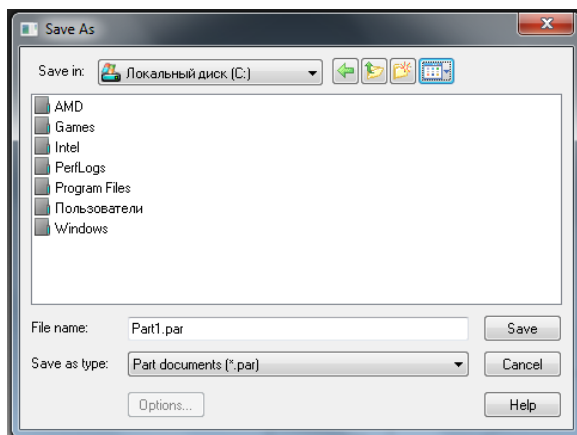 Save As
Save in: Локальный диск (C:)
AMD
Games
Intel
PerfLogs
Program Files
Пользователи
Windows
File name: Part1.par Save
Save as type: Part documents (*.par) Cancel
Options... Help